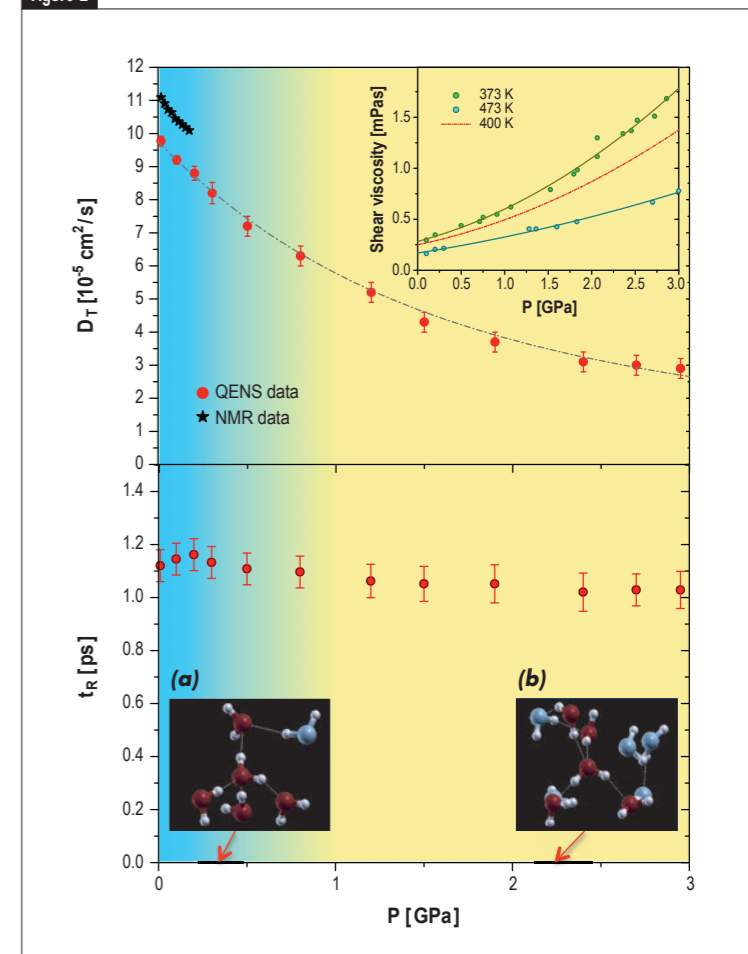 12
11
10
9
8
7
6
5
4
3
2
1
0
D_T [10^-5 cm^2/s]
QENS data
NMR data
373 K
473 K
400 K
1.5
1.0
0.5
0.0
Shear viscosity [mPas]
0.0 0.5 1.0 1.5 2.0 2.5 3.0
P [GPa]
1.4
1.2
1.0
0.8
0.6
0.4
0.2
0.0
t_R [ps]
(a)
(b)
0 1 2 3
P [GPa]